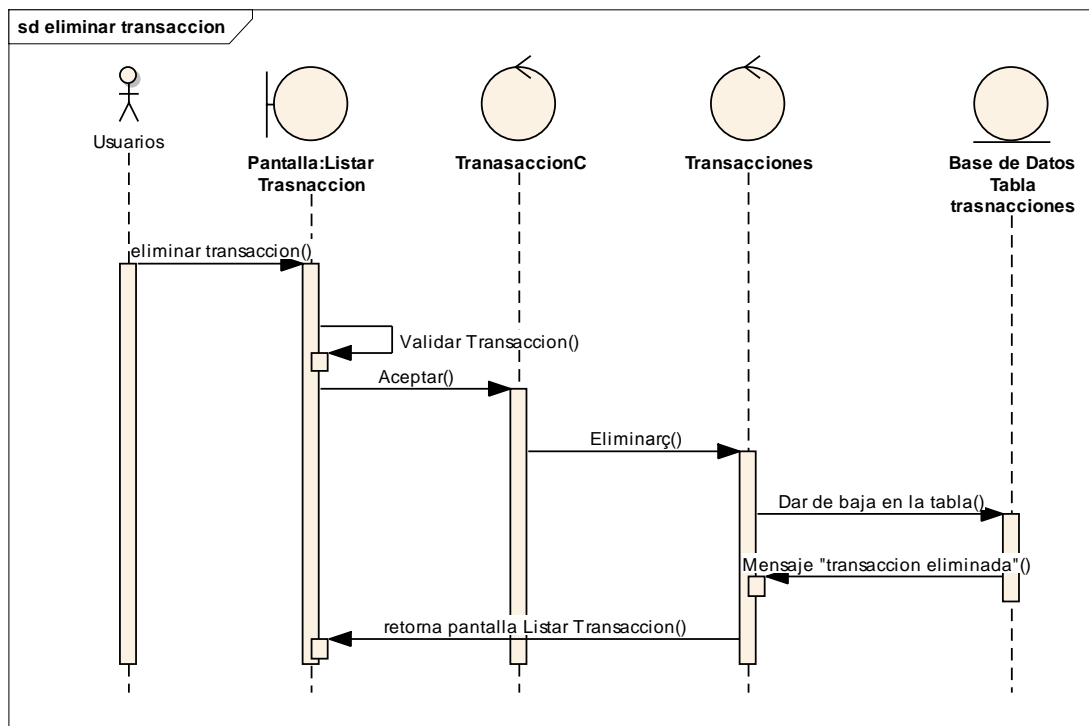 sd eliminar transaccion
Usuarios
Pantalla:Listar
Trasnaccion
TranasaccionC
Transacciones
Base de Datos
Tabla
trasnacciones
eliminar transaccion()
Validar Transaccion()
Aceptar()
Eliminarç()
Dar de baja en la tabla()
Mensaje "transaccion eliminada"()
retorna pantalla Listar Transaccion()